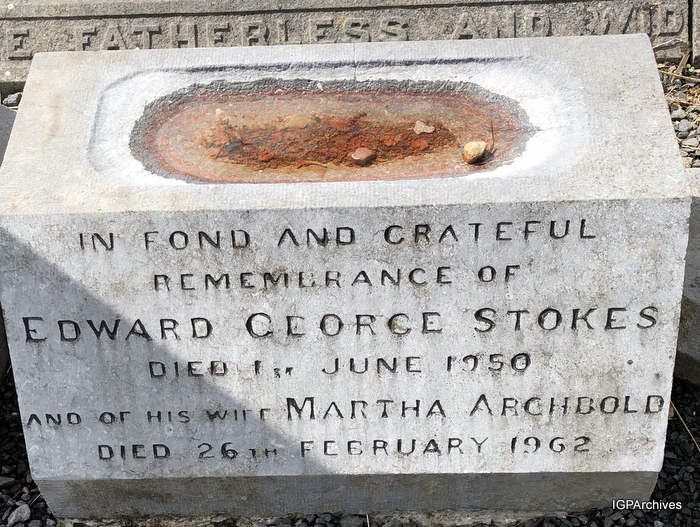 E FATHERLESS AND WID
IN FOND AND GRATEFUL
REMEMBRANCE OF
EDWARD GEORGE STOKES
DIED 1ST JUNE 1950
AND OF HIS WIFE MARTHA ARCHBOLD
DIED 26TH FEBRUARY 1962
IGPArchives